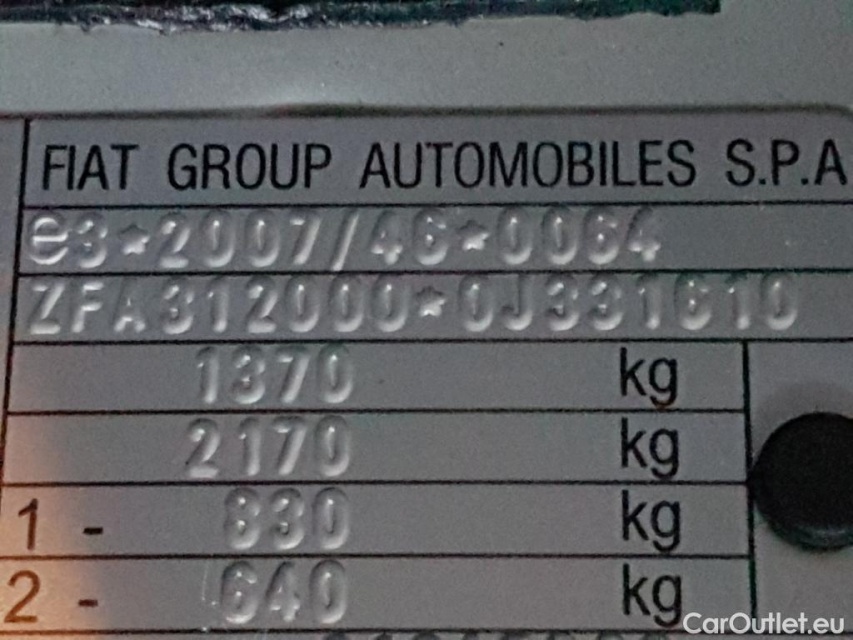 FIAT GROUP AUTOMOBILES S.P.A
e3*2007/46*0064
ZFA312000*0J331610
1370 kg
2170 kg
1 - 830 kg
2 - 640 kg
CarOutlet.eu